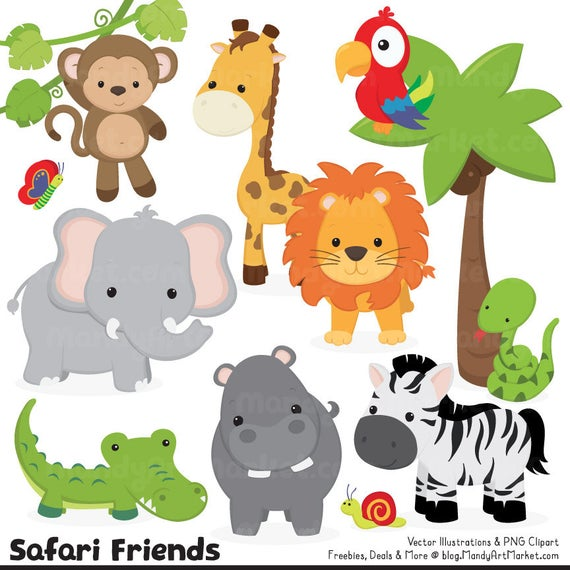 Safari Friends
Vector Illustrations & PNG Clipart
Freebies, Deals & More @ blog.MandyArtMarket.com